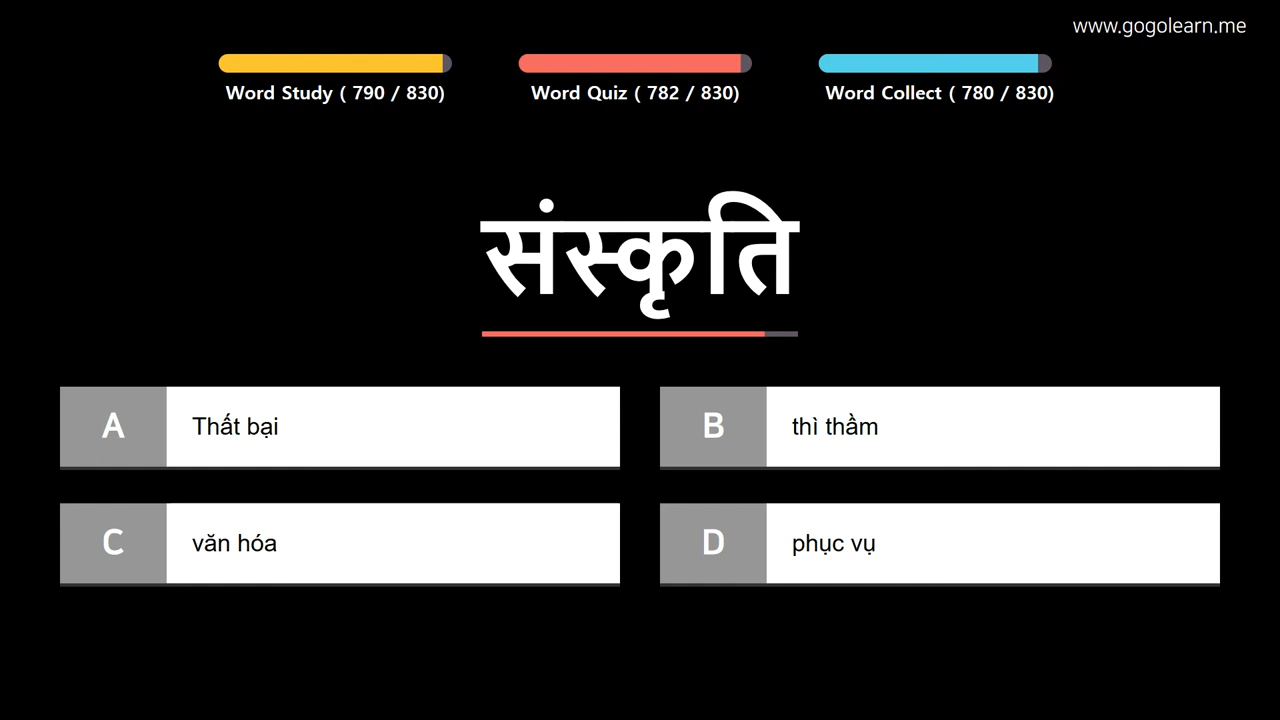 www.gogolearn.me
Word Study ( 790 / 830)
Word Quiz ( 782 / 830)
Word Collect ( 780 / 830)
संस्कृति
A
Thất bại
B
thì thầm
C
văn hóa
D
phục vụ